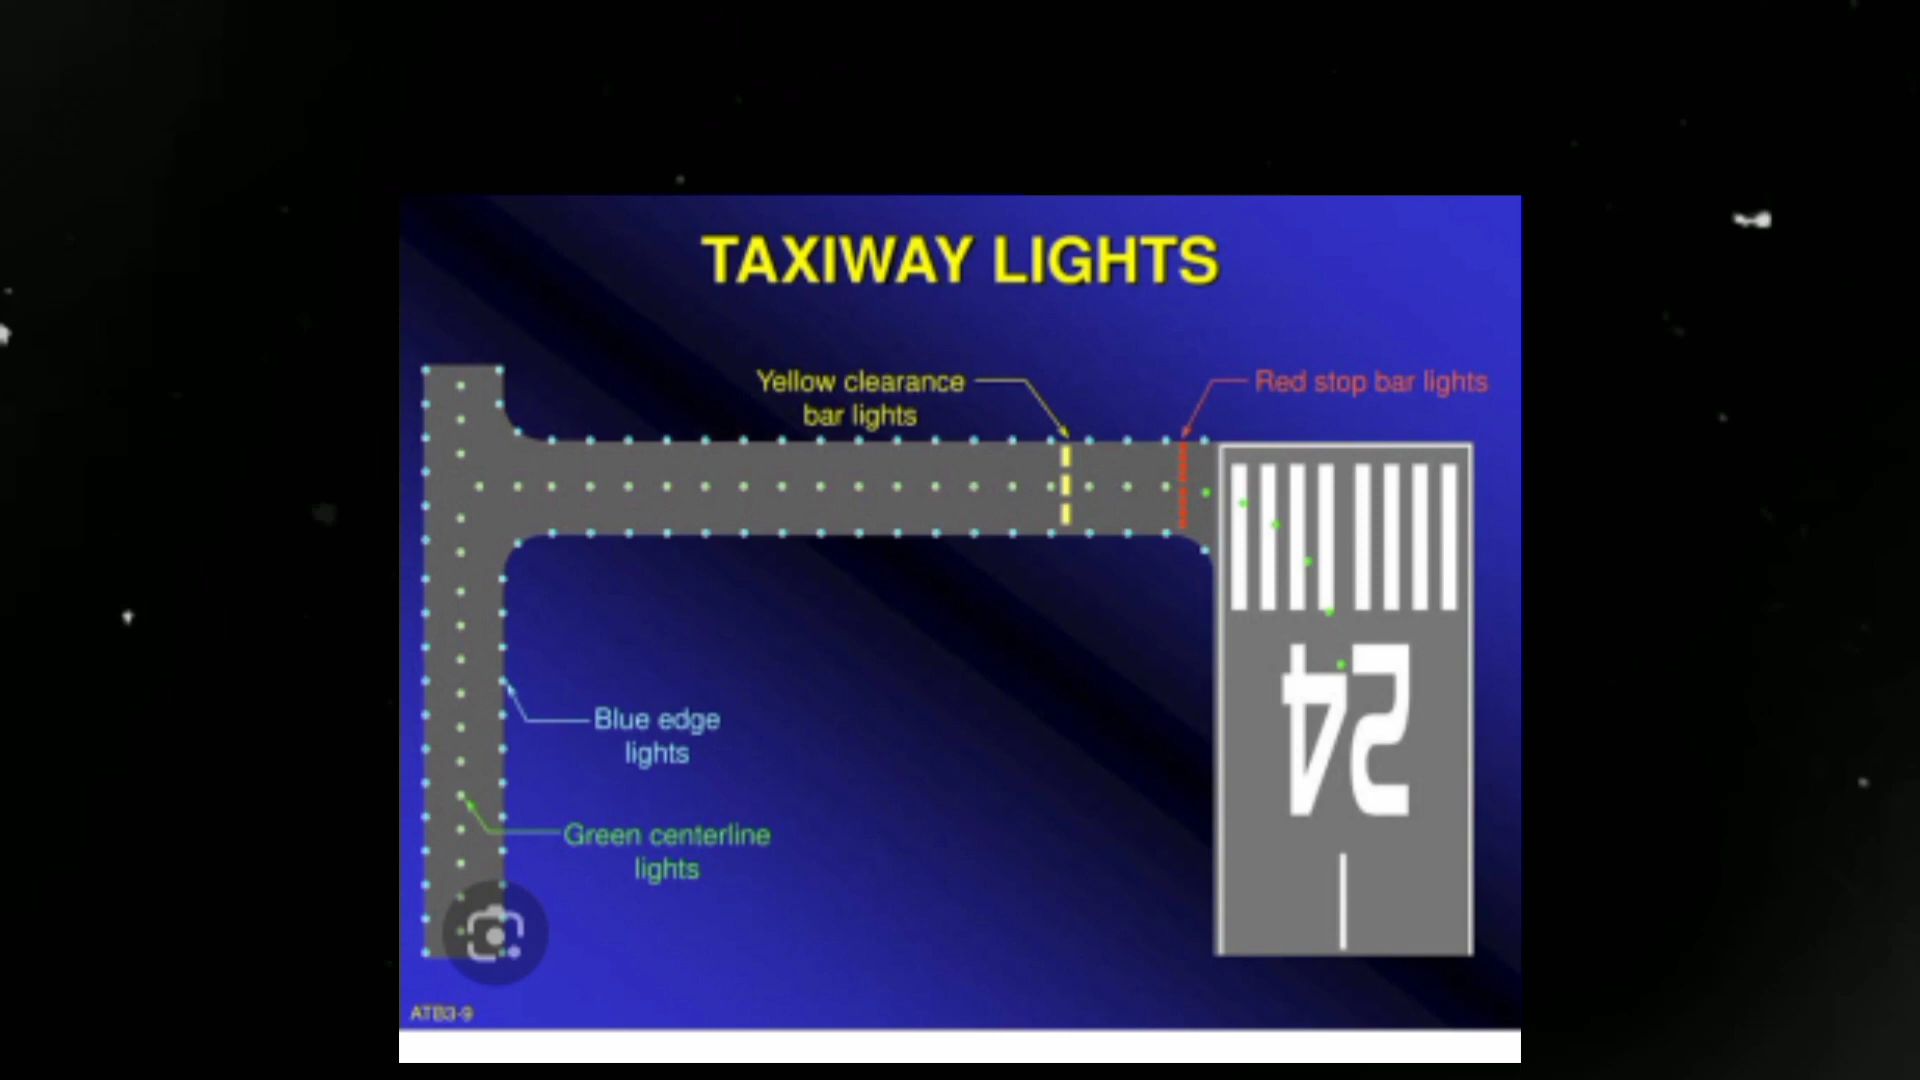 TAXIWAY LIGHTS
Yellow clearance
bar lights
Red stop bar lights
Blue edge
lights
Green centerline
lights
24
ATB3-9